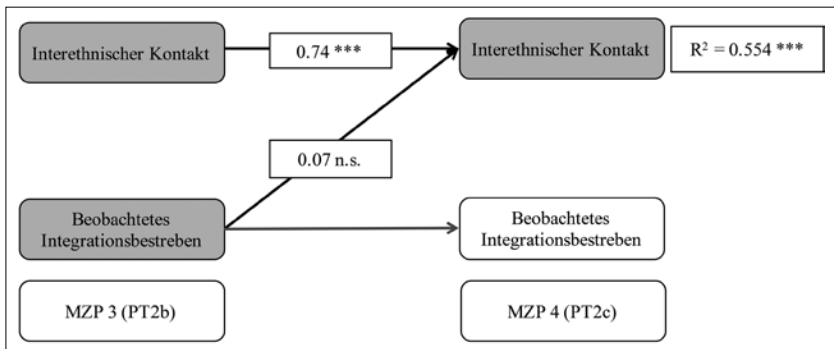 Interethnischer Kontakt
0.74 ***
Interethnischer Kontakt
R² = 0.554 ***
0.07 n.s.
Beobachtetes
Integrationsbestreben
Beobachtetes
Integrationsbestreben
MZP 3 (PT2b)
MZP 4 (PT2c)